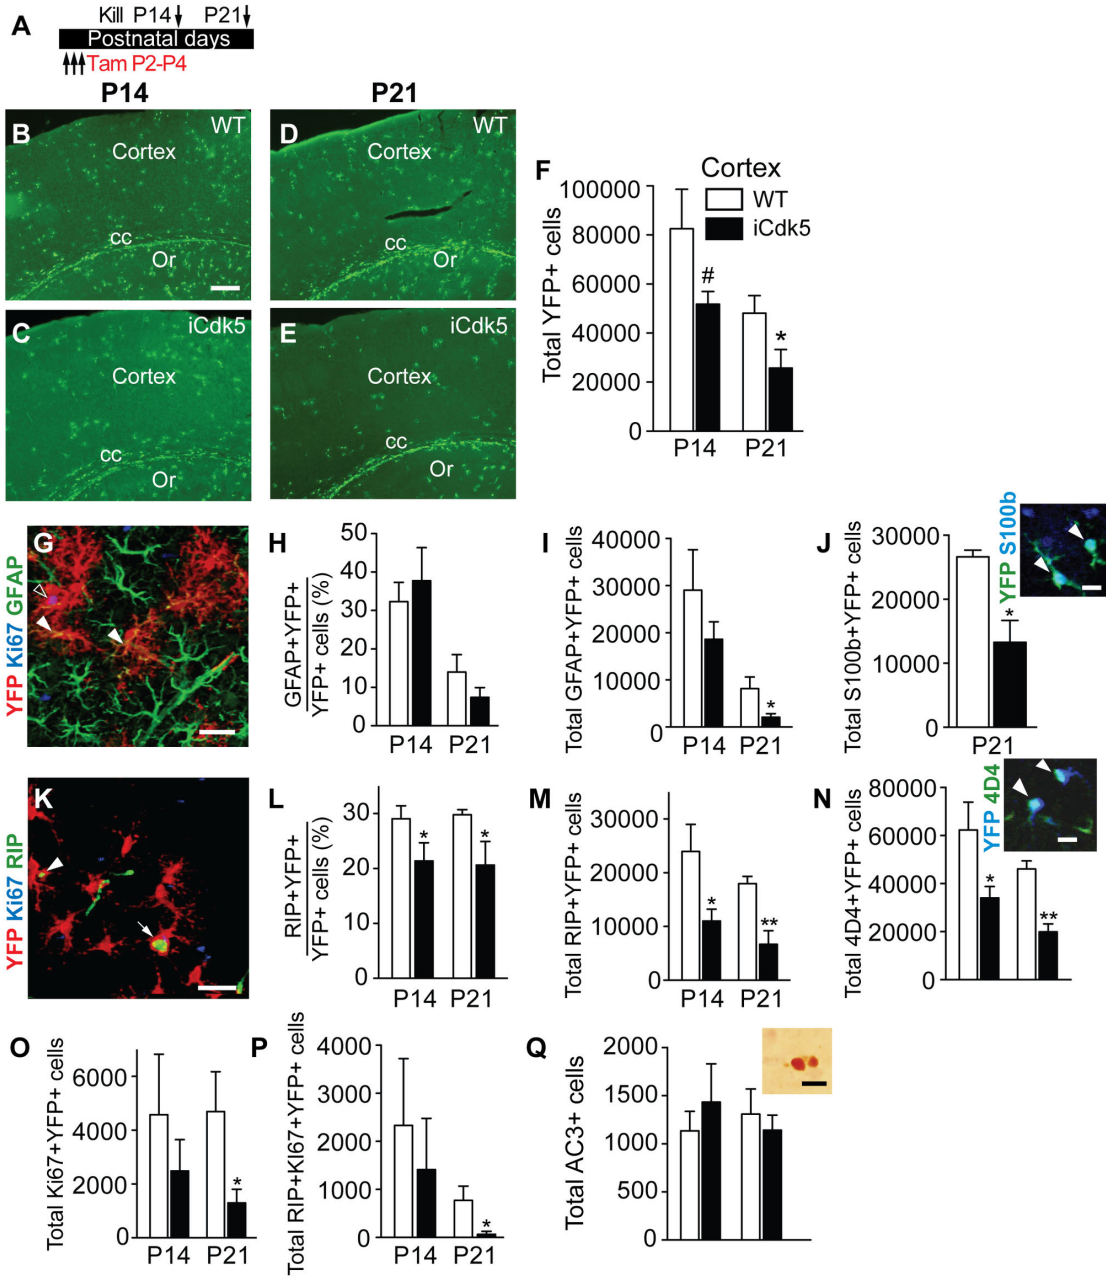 A
Kill P14 P21
Postnatal days
Tam P2-P4
P14 P21
B WT
Cortex
cc
Or
D WT
Cortex
cc
Or
C iCdk5
Cortex
cc
Or
E iCdk5
Cortex
cc
Or
F Cortex
WT
iCdk5
Total YFP+ cells
100000
80000
60000
40000
20000
0
#
*
P14 P21
G
YFP Ki67 GFAP
H
GFAP+YFP+
YFP+ cells (%)
50
40
30
20
10
0
P14 P21
I
Total GFAP+YFP+ cells
40000
30000
20000
10000
0
*
P14 P21
J
Total S100b+YFP+ cells
30000
20000
10000
0
*
P21
YFP S100b
K
YFP Ki67 RIP
L
RIP+YFP+
YFP+ cells (%)
30
20
10
0
* *
P14 P21
M
Total RIP+YFP+ cells
30000
20000
10000
0
* **
P14 P21
N
Total 4D4+YFP+ cells
80000
60000
40000
20000
0
* **
YFP 4D4
O
Total Ki67+YFP+ cells
6000
4000
2000
0
*
P14 P21
P
Total RIP+KI67+YFP+ cells
4000
3000
2000
1000
0
*
P14 P21
Q
Total AC3+ cells
2000
1500
1000
500
0